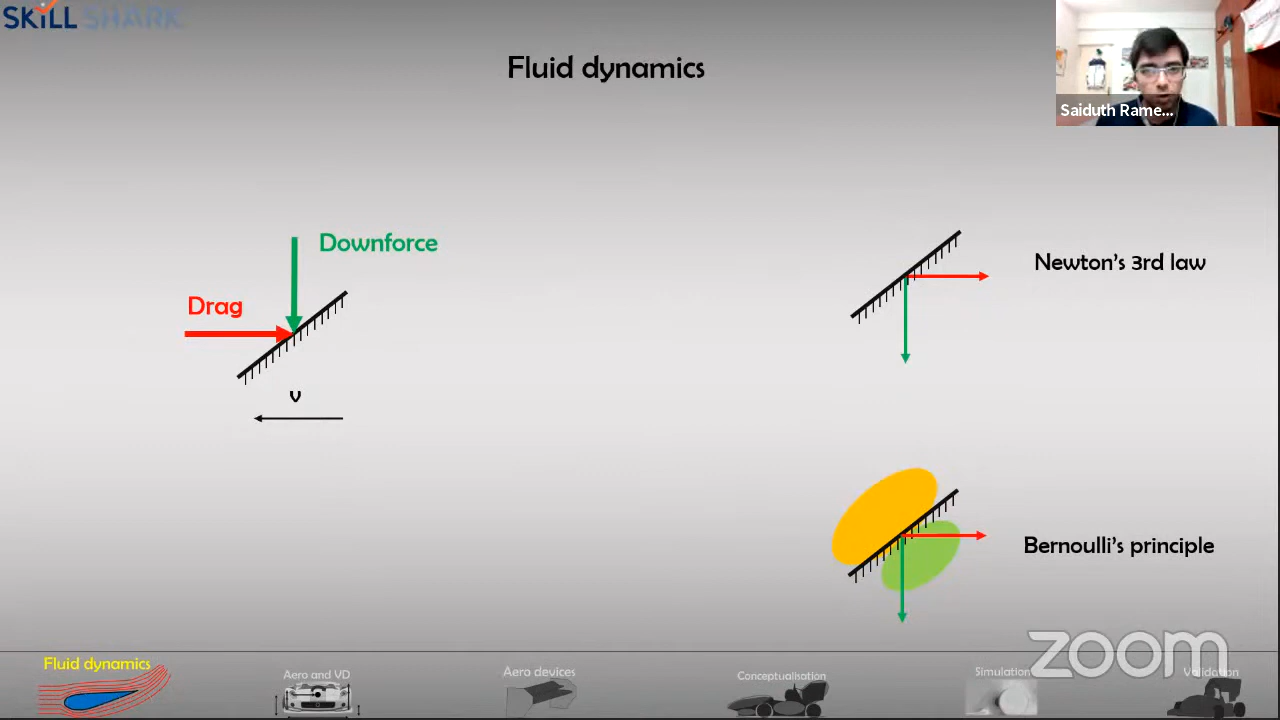 SKILL SHARK
Fluid dynamics
Saiduth Rame...
Downforce
Drag
v
Newton's 3rd law
Bernoulli's principle
zoom
Fluid dynamics
Aero and VD
Aero devices
Conceptualisation
Simulation
Validation